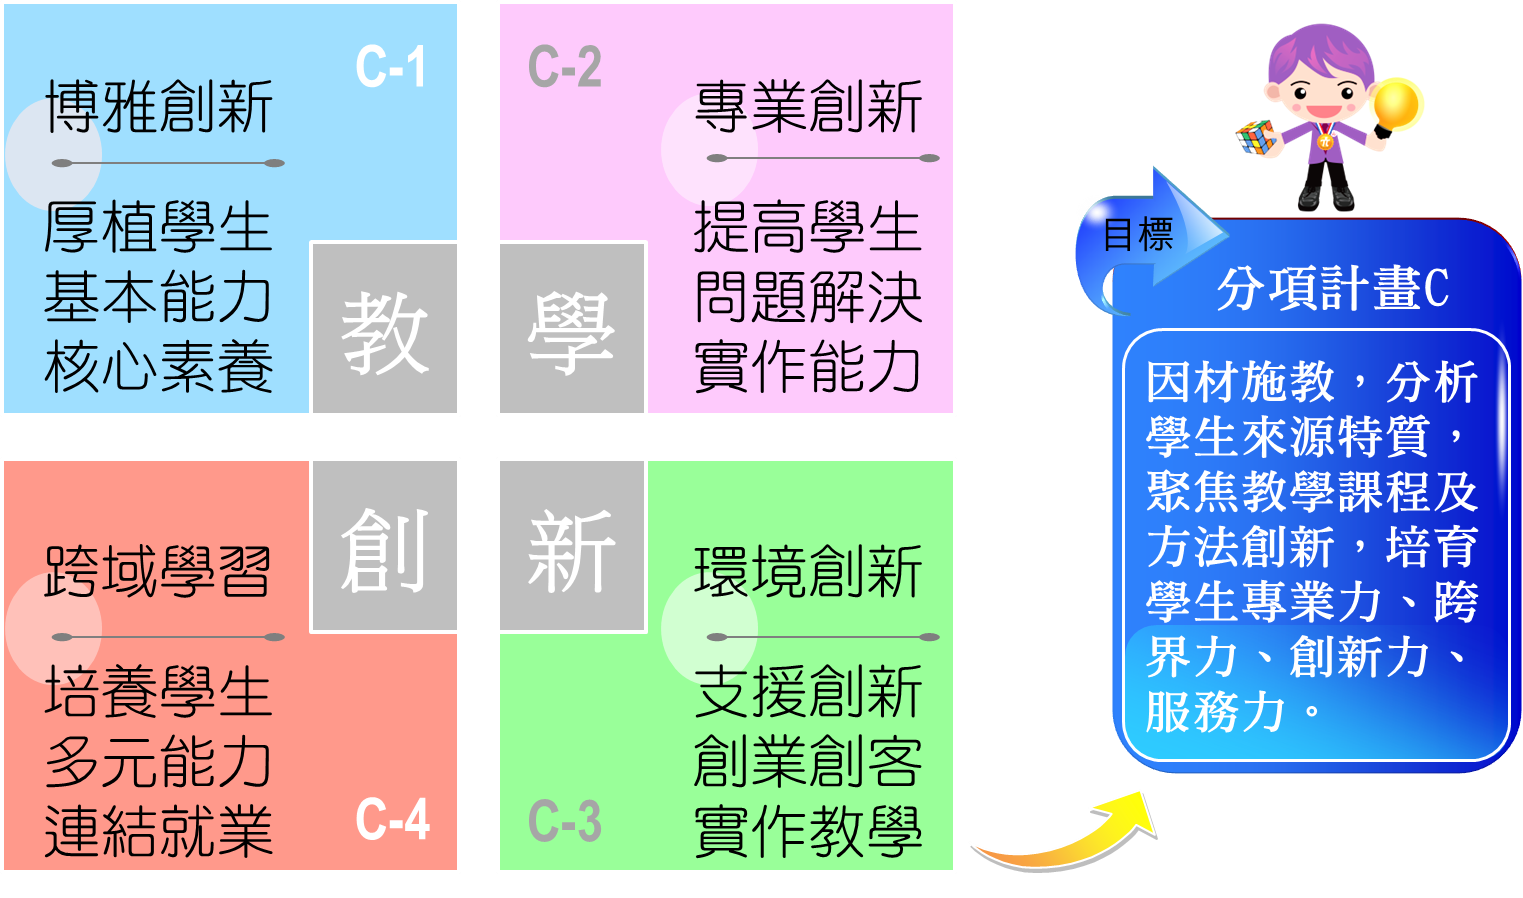 C-1
博雅創新
厚植學生
基本能力
核心素養
教
C-2
專業創新
提高學生
問題解決
實作能力
學
跨域學習
培養學生
多元能力
連結就業
C-4
創
新
環境創新
支援創新
創業創客
實作教學
C-3
目標
分項計畫C
因材施教，分析
學生來源特質，
聚焦教學課程及
方法創新，培育
學生專業力、跨
界力、創新力、
服務力。